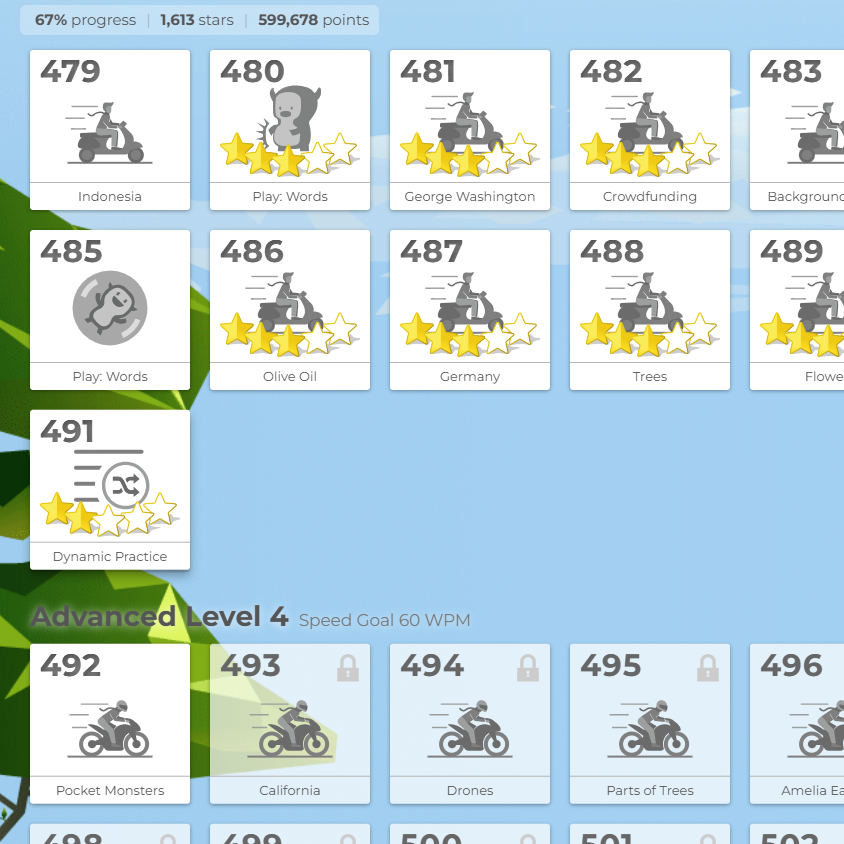 67% progress | 1,613 stars | 599,678 points
479 480 481 482 483
Indonesia Play: Words George Washington Crowdfunding Background
485 486 487 488 489
Play: Words Olive Oil Germany Trees Flowe
491
Dynamic Practice
Advanced Level 4 Speed Goal 60 WPM
492 493 494 495 496
Pocket Monsters California Drones Parts of Trees Amelia Ea
498 499 500 501 502